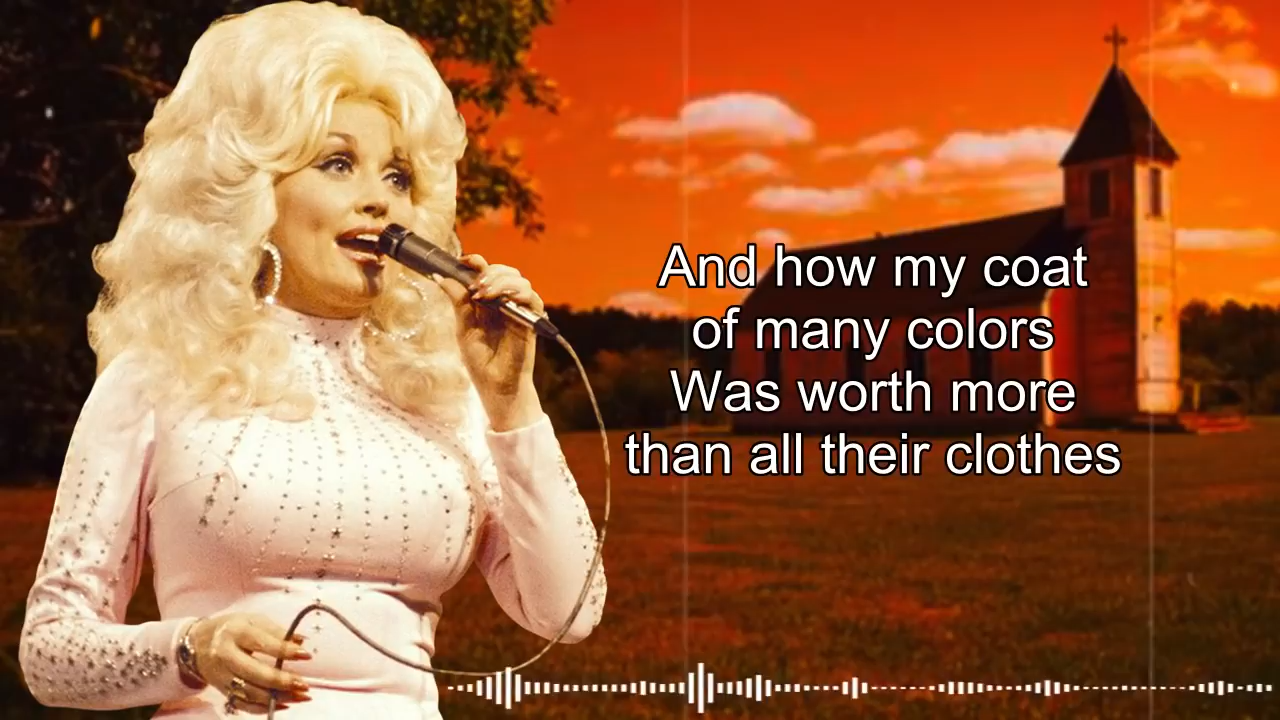 And how my coat
of many colors
Was worth more
than all their clothes